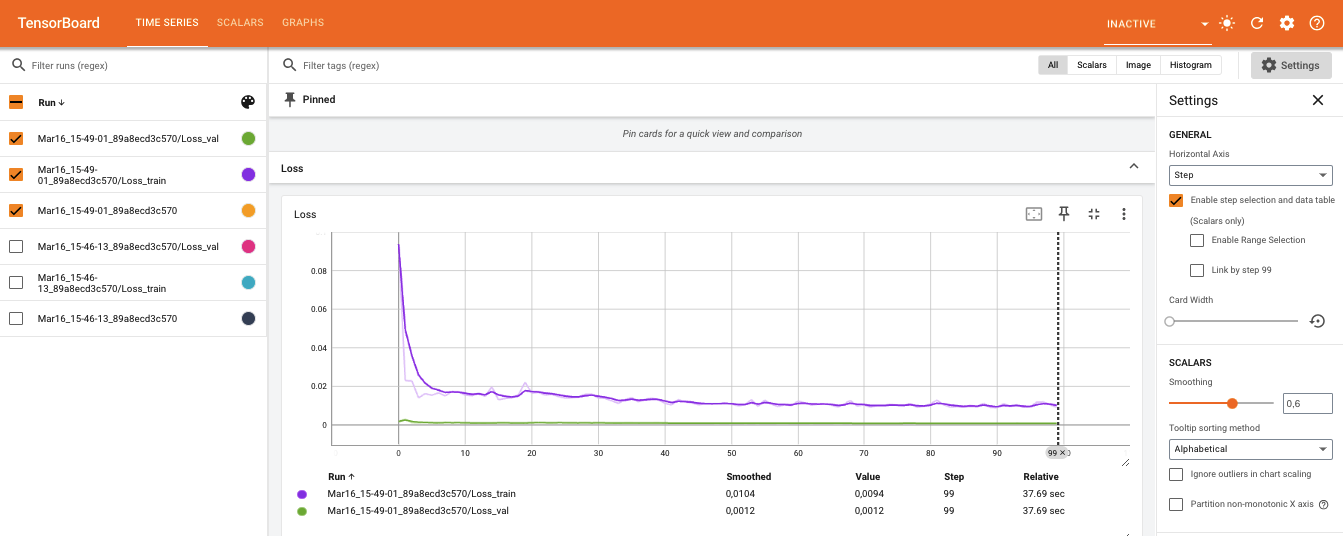 TensorBoard TIME SERIES SCALARS GRAPHS INACTIVE
Filter runs (regex)
Filter tags (regex)
All Scalars Image Histogram Settings
Run
Mar16_15-49-01_89a8ecd3c570/Loss_val
Mar16_15-49-
01_89a8ecd3c570/Loss_train
Mar16_15-49-01_89a8ecd3c570
Mar16_15-46-13_89a8ecd3c570/Loss_val
Mar16_15-46-
13_89a8ecd3c570/Loss_train
Mar16_15-46-13_89a8ecd3c570
Pinned
Pin cards for a quick view and comparison
Loss
Loss
0.08
0.06
0.04
0.02
0
0 10 20 30 40 50 60 70 80 90 99
Run ↑ Smoothed Value Step Relative
Mar16_15-49-01_89a8ecd3c570/Loss_train 0,0104 0,0094 99 37.69 sec
Mar16_15-49-01_89a8ecd3c570/Loss_val 0,0012 0,0012 99 37.69 sec
Settings
GENERAL
Horizontal Axis
Step
Enable step selection and data table
(Scalars only)
Enable Range Selection
Link by step 99
Card Width
SCALARS
Smoothing
0,6
Tooltip sorting method
Alphabetical
Ignore outliers in chart scaling
Partition non-monotonic X axis